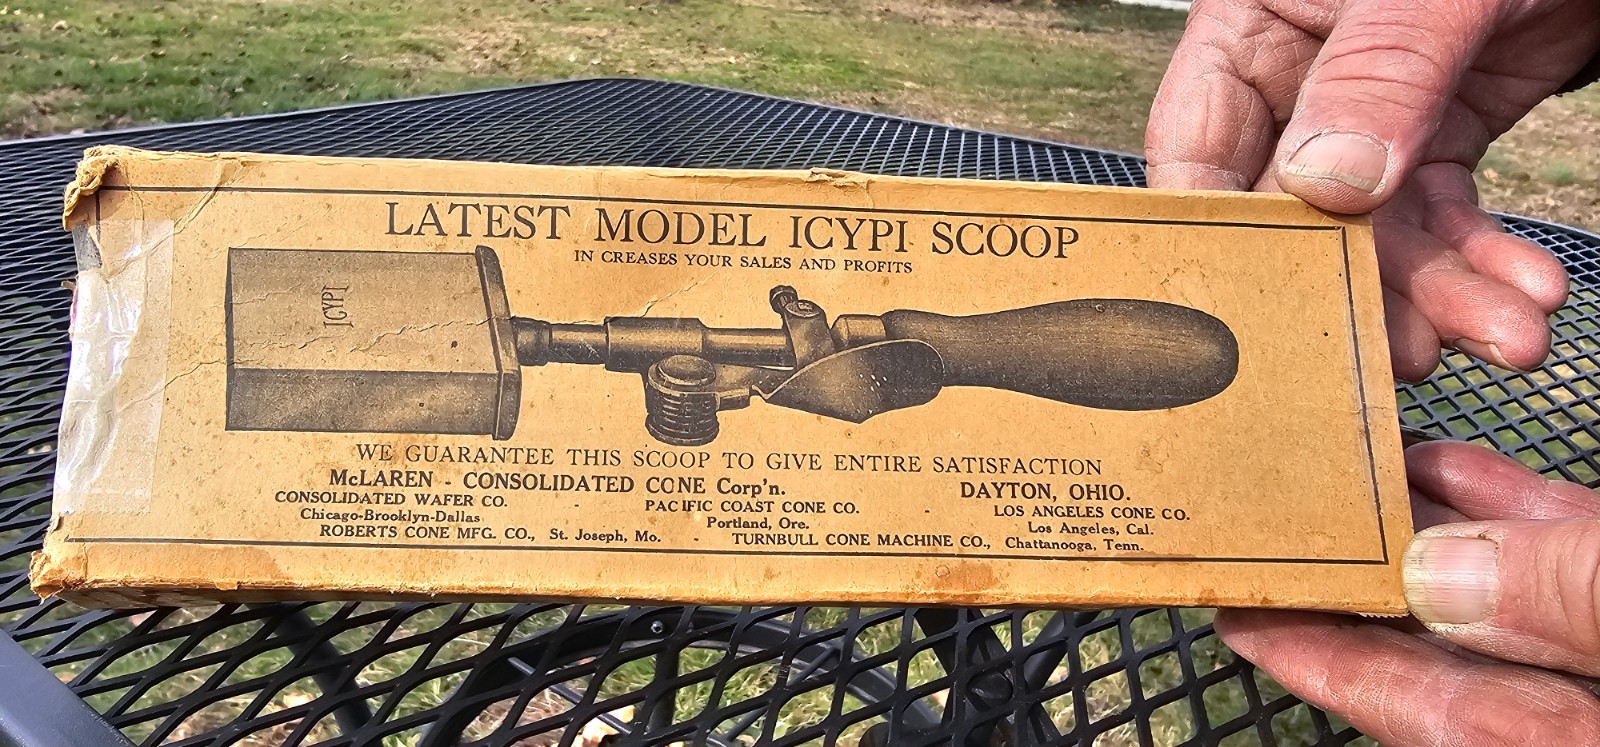 LATEST MODEL ICYPI SCOOP
IN CREASES YOUR SALES AND PROFITS
ICYPI
WE GUARANTEE THIS SCOOP TO GIVE ENTIRE SATISFACTION
McLAREN - CONSOLIDATED CONE Corp'n. DAYTON, OHIO.
CONSOLIDATED WAFER CO. - PACIFIC COAST CONE CO. - LOS ANGELES CONE CO.
Chicago-Brooklyn-Dallas Portland, Ore. Los Angeles, Cal.
ROBERTS CONE MFG. CO., St. Joseph, Mo. - TURNBULL CONE MACHINE CO., Chattanooga, Tenn.